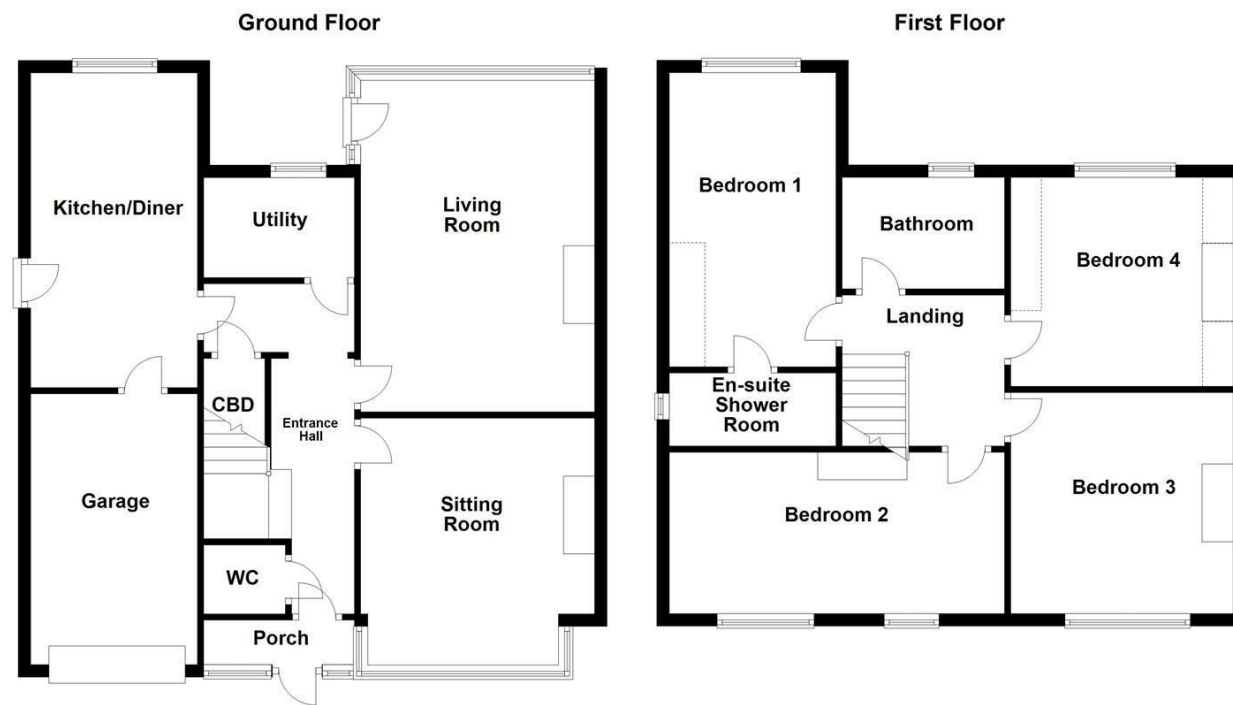 Ground Floor
Kitchen/Diner
Utility
Living
Room
CBD
Entrance
Hall
Garage
Sitting
Room
WC
Porch
First Floor
Bedroom 1
Bathroom
Bedroom 4
Landing
En-suite
Shower
Room
Bedroom 2
Bedroom 3